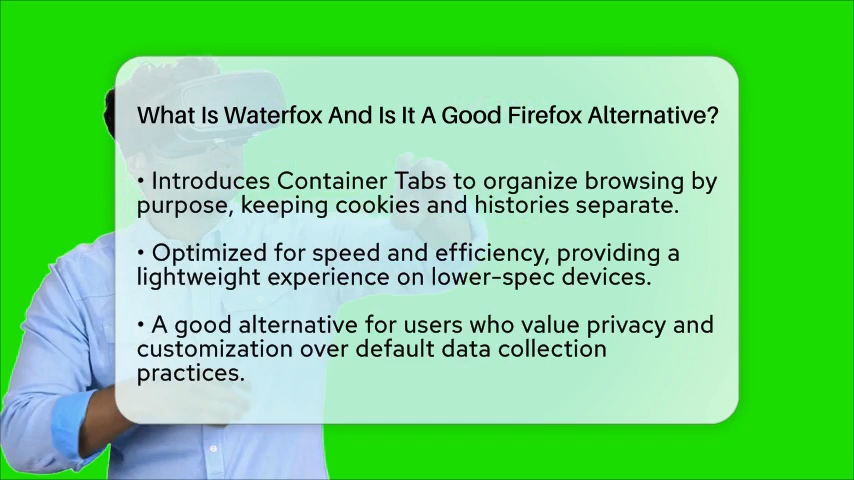 What Is Waterfox And Is It A Good Firefox Alternative?
• Introduces Container Tabs to organize browsing by
purpose, keeping cookies and histories separate.
• Optimized for speed and efficiency, providing a
lightweight experience on lower-spec devices.
• A good alternative for users who value privacy and
customization over default data collection
practices.